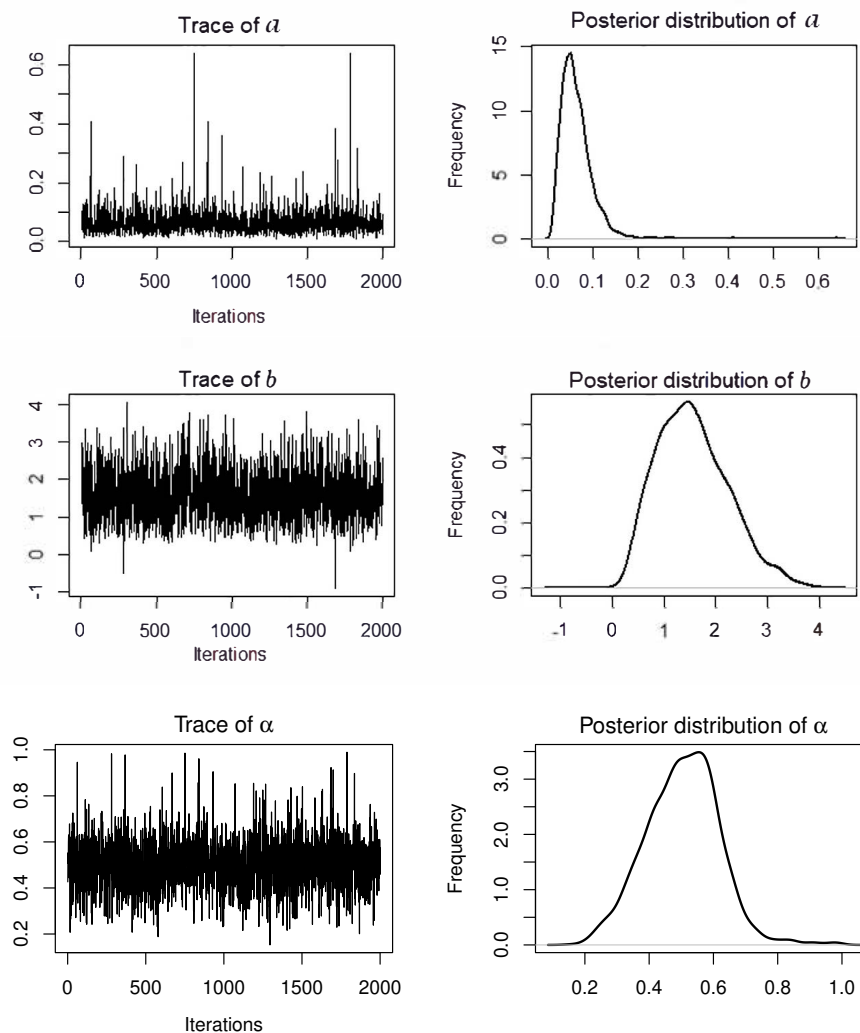 Trace of a
0.0 0.2 0.4 0.6
0 500 1000 1500 2000
Iterations
Posterior distribution of a
Frequency
0 5 10 15
0.0 0.1 0.2 0.3 0.4 0.5 0.6
Trace of b
-1 0 1 2 3 4
0 500 1000 1500 2000
Iterations
Posterior distribution of b
Frequency
0.0 0.2 0.4
-1 0 1 2 3 4
Trace of α
0.2 0.4 0.6 0.8 1.0
0 500 1000 1500 2000
Iterations
Posterior distribution of α
Frequency
0.0 1.0 2.0 3.0
0.2 0.4 0.6 0.8 1.0